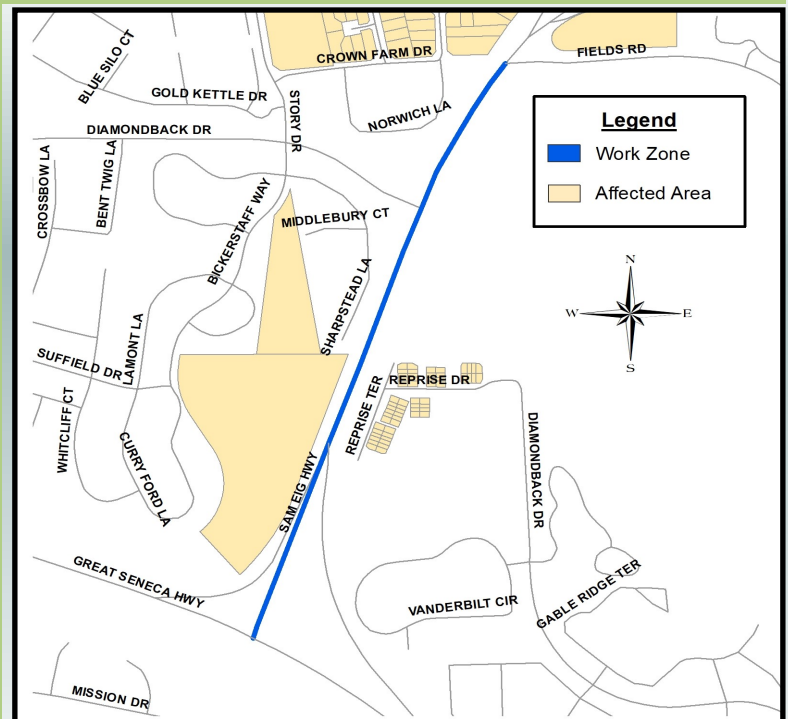 CROWN FARM DR
FIELDS RD
BLUE SILO CT
GOLD KETTLE DR
STORY DR
NORWICH LA
Legend
Work Zone
Affected Area
DIAMONDBACK DR
CROSSBOW LA
BENT TWIG LA
BICKERSTAFF WAY
MIDDLEBURY CT
SHARPSTEAD LA
N
W
E
S
LAMONT LA
SUFFIELD DR
WHITCLIFF CT
CURRY FORD LA
REPRISE DR
REPRISE TER
SAM EIG HWY
DIAMONDBACK DR
GREAT SENECA HWY
VANDERBILT CIR
GABLE RIDGE TER
MISSION DR